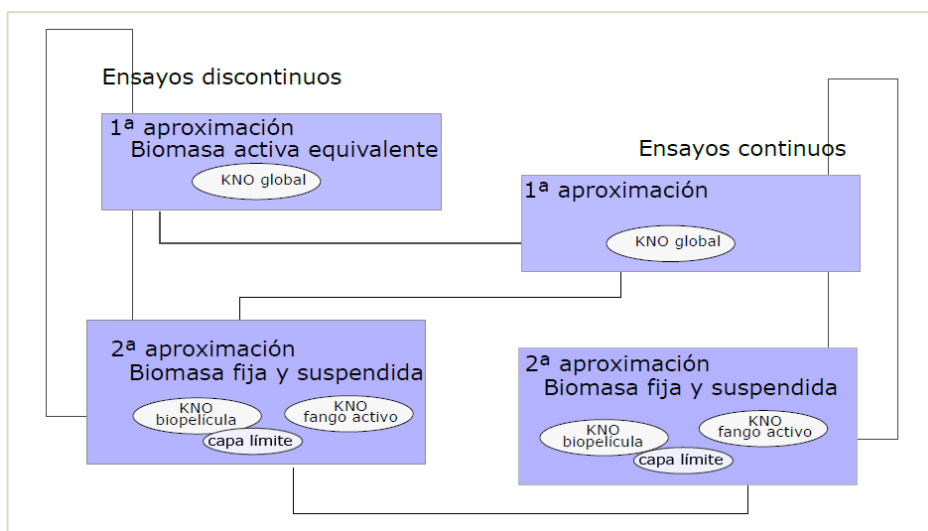 Ensayos discontinuos
1ª aproximación
Biomasa activa equivalente
KNO global
Ensayos continuos
1ª aproximación
KNO global
2ª aproximación
Biomasa fija y suspendida
KNO
biopelícula
KNO
fango activo
capa límite
2ª aproximación
Biomasa fija y suspendida
KNO
biopelícula
KNO
fango activo
capa límite